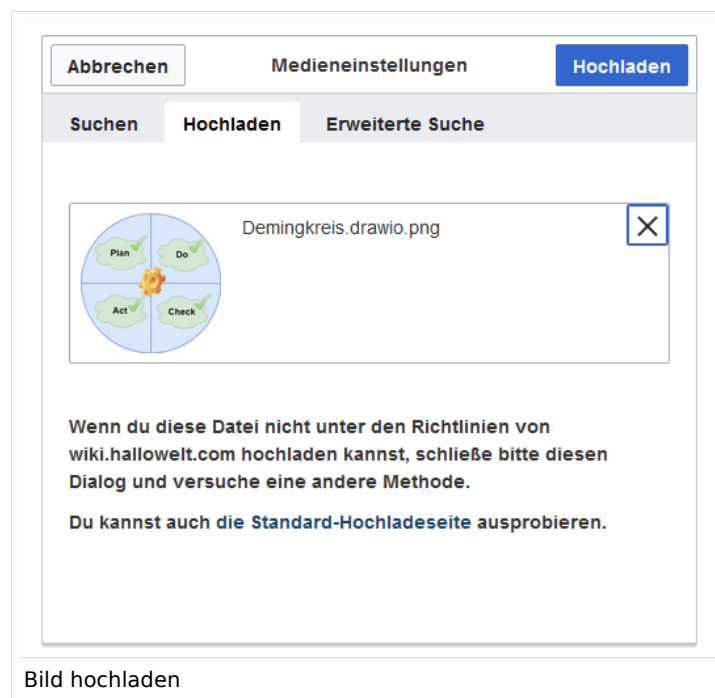 Abbrechen Medieneinstellungen Hochladen
Suchen Hochladen Erweiterte Suche
Demingkreis.drawio.png
Plan Do
Act Check
Wenn du diese Datei nicht unter den Richtlinien von
wiki.hallowelt.com hochladen kannst, schließe bitte diesen
Dialog und versuche eine andere Methode.
Du kannst auch die Standard-Hochladeseite ausprobieren.
Bild hochladen